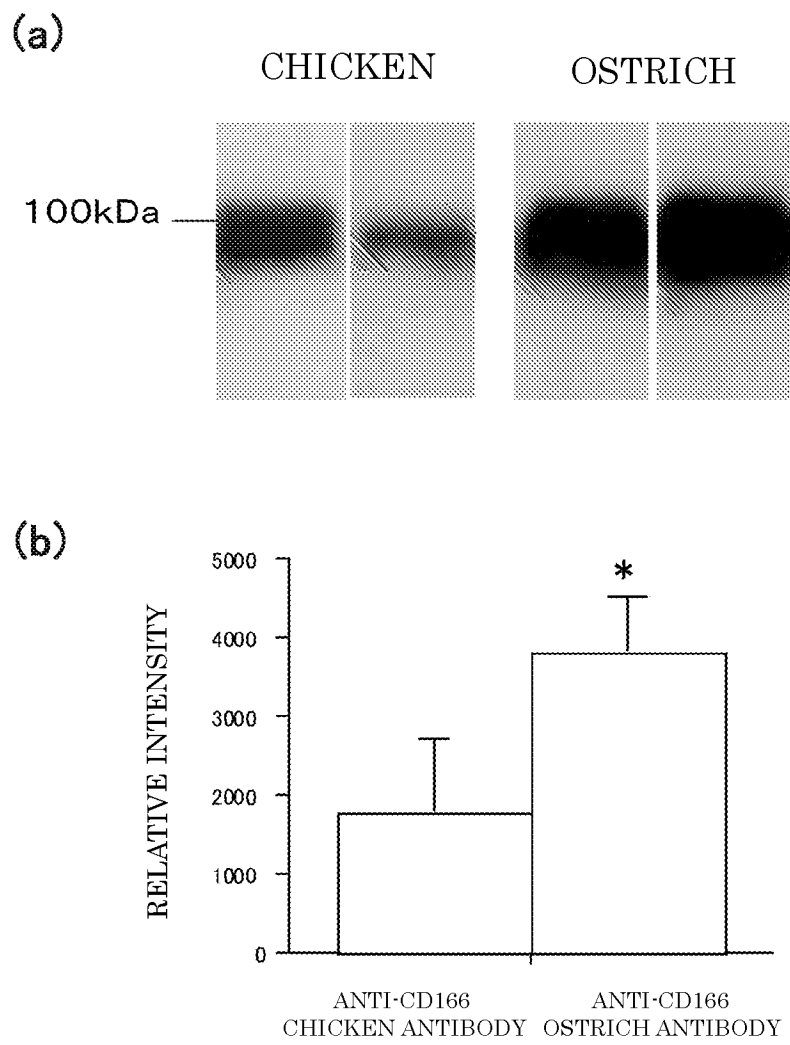 (a)
CHICKEN OSTRICH
100kDa
(b)
5000
*
4000
3000
2000
1000
0
RELATIVE INTENSITY
ANTI-CD166 ANTI-CD166
CHICKEN ANTIBODY OSTRICH ANTIBODY